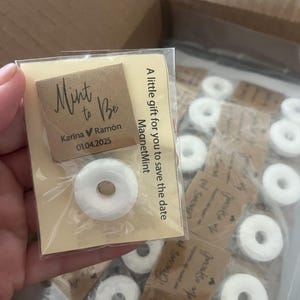 Mint
to Be
Karina ♥ Ramón
01.04.2025
A little gift for you to save the date
MagnetMint